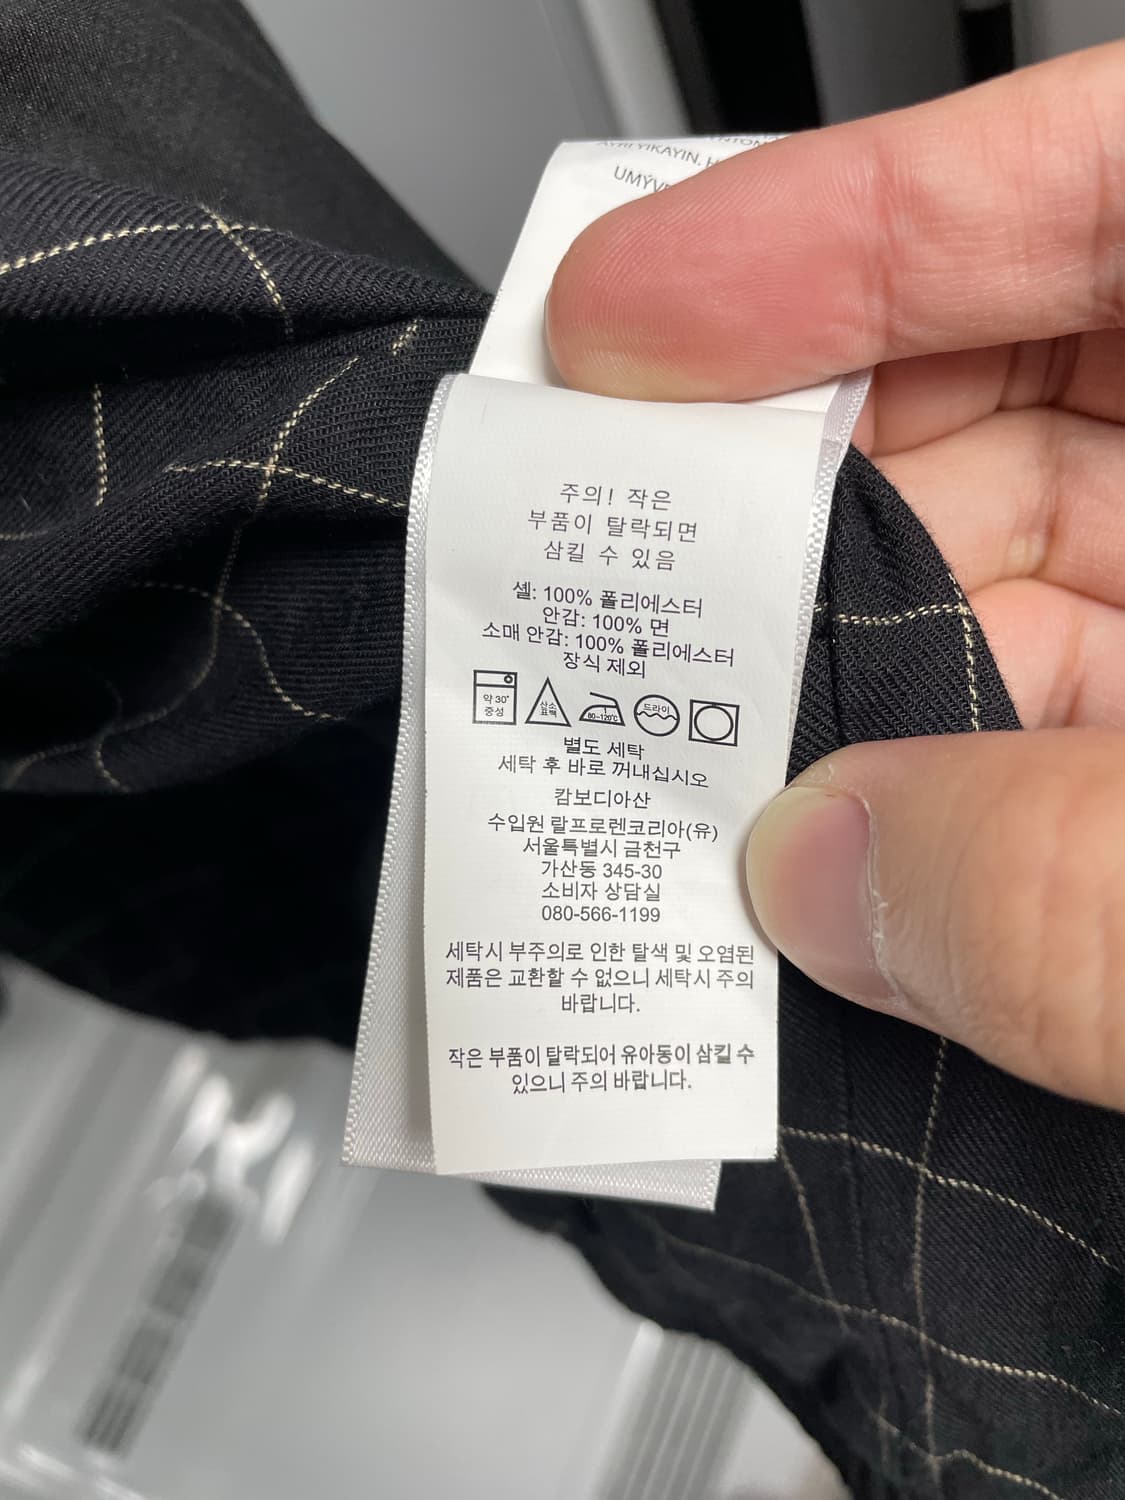 AYRI YIKAYIN.
주의! 작은
부품이 탈락되면
삼킬 수 있음
셸: 100% 폴리에스터
안감: 100% 면
소매 안감: 100% 폴리에스터
장식 제외
약 30°
중성
산소
표백
80~120°C
드라이
별도 세탁
세탁 후 바로 꺼내십시오
캄보디아산
수입원 랄프로렌코리아(유)
서울특별시 금천구
가산동 345-30
소비자 상담실
080-566-1199
세탁시 부주의로 인한 탈색 및 오염된
제품은 교환할 수 없으니 세탁시 주의
바랍니다.
작은 부품이 탈락되어 유아동이 삼킬 수
있으니 주의 바랍니다.